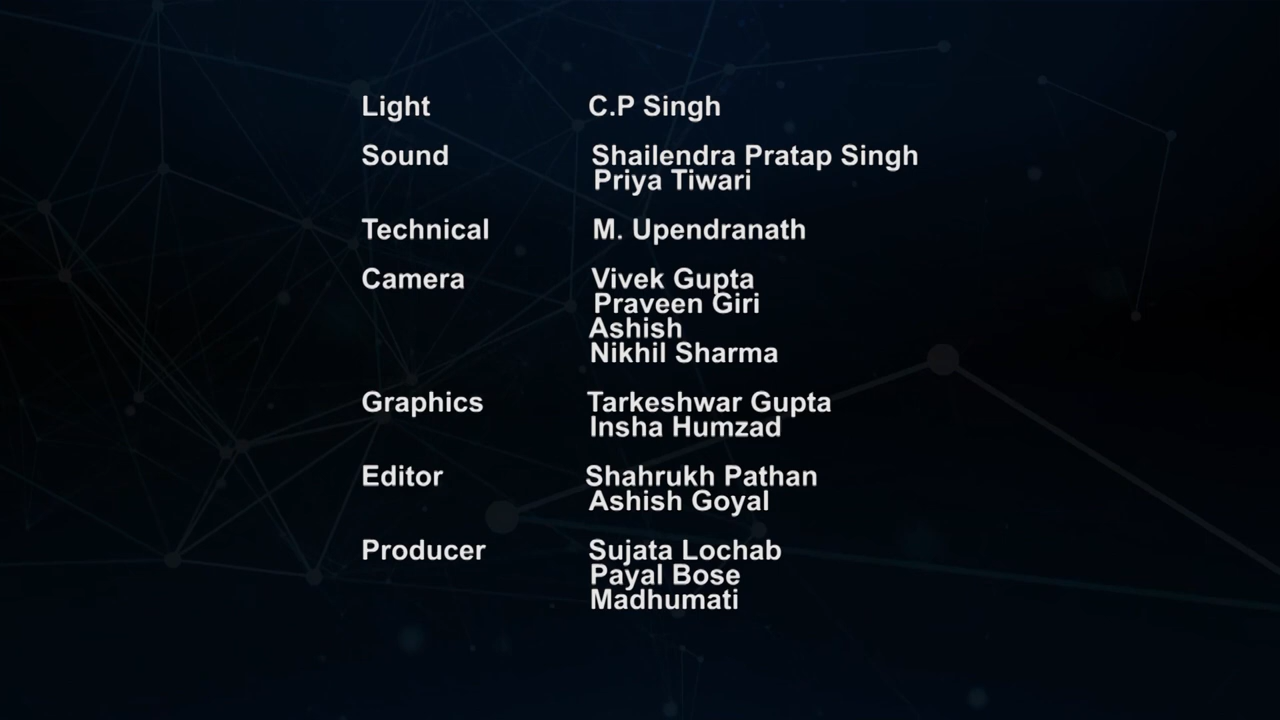 Light C.P Singh
Sound Shailendra Pratap Singh
Priya Tiwari
Technical M. Upendranath
Camera Vivek Gupta
Praveen Giri
Ashish
Nikhil Sharma
Graphics Tarkeshwar Gupta
Insha Humzad
Editor Shahrukh Pathan
Ashish Goyal
Producer Sujata Lochab
Payal Bose
Madhumati